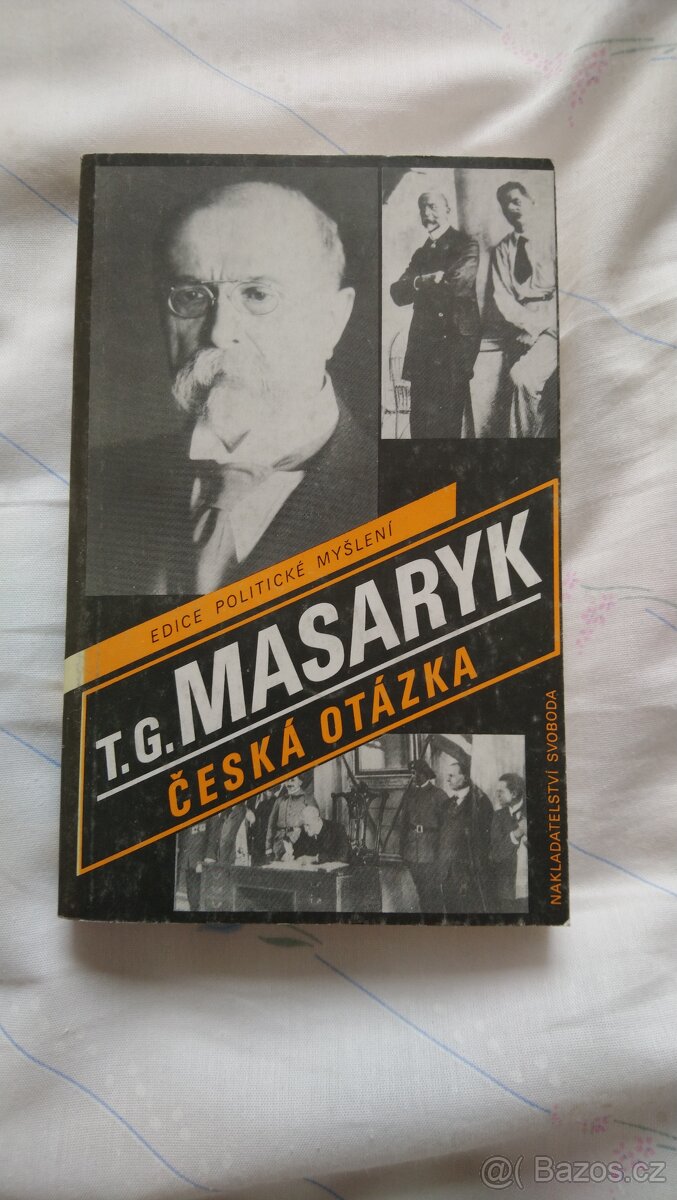 EDICE POLITICKÉ MYŠLENÍ
T.G. MASARYK
ČESKÁ OTÁZKA
NAKLADATELSTVÍ SVOBODA
@( Bazos.cz